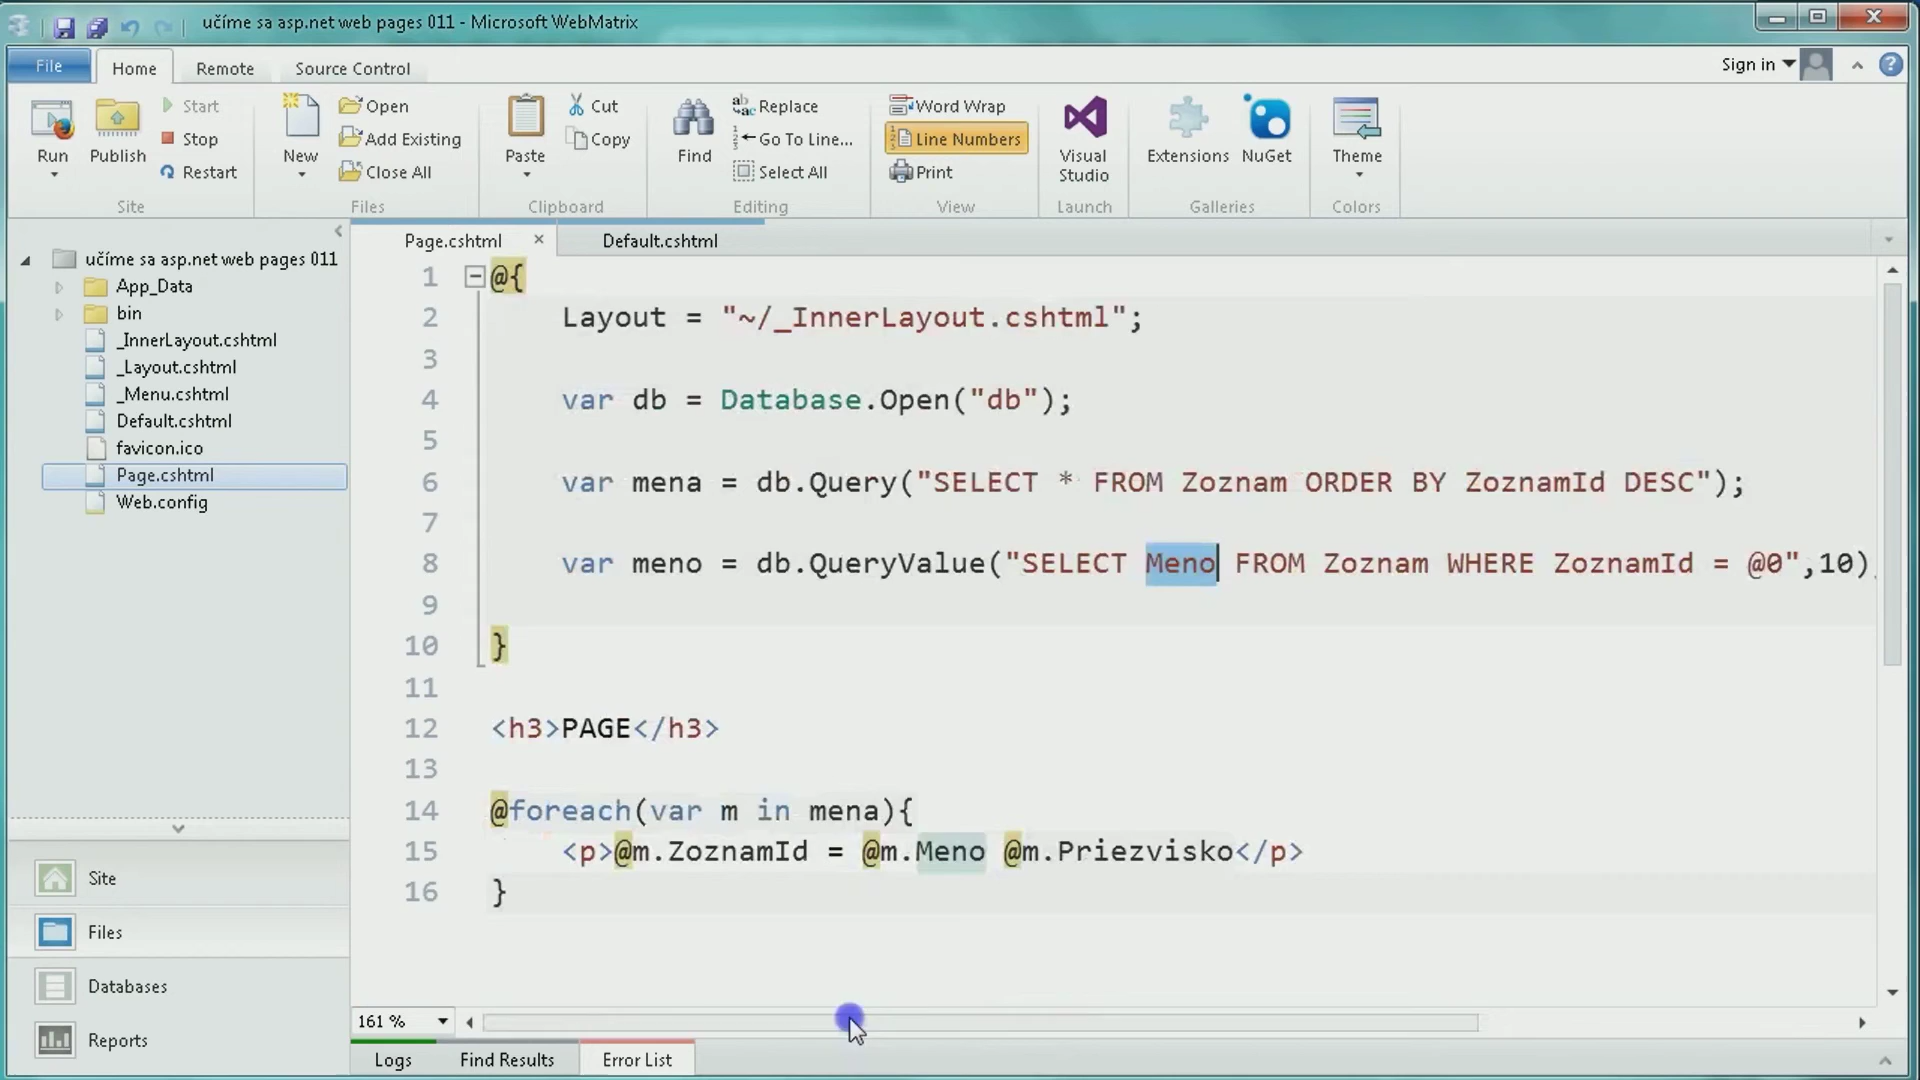 učíme sa asp.net web pages 011 - Microsoft WebMatrix
File Home Remote Source Control Sign in
Run Publish Start Stop Restart
Site
New Open Add Existing Close All
Files
Paste Cut Copy
Clipboard
Find Replace Go To Line... Select All
Editing
Word Wrap Line Numbers Print
View
Visual Studio
Launch
Extensions NuGet
Galleries
Theme
Colors
učíme sa asp.net web pages 011
App_Data
bin
_InnerLayout.cshtml
_Layout.cshtml
_Menu.cshtml
Default.cshtml
favicon.ico
Page.cshtml
Web.config
Site
Files
Databases
Reports
Page.cshtml Default.cshtml
1 @{
2 Layout = "~/_InnerLayout.cshtml";
3
4 var db = Database.Open("db");
5
6 var mena = db.Query("SELECT * FROM Zoznam ORDER BY ZoznamId DESC");
7
8 var meno = db.QueryValue("SELECT Meno FROM Zoznam WHERE ZoznamId = @0",10)
9
10 }
11
12 <h3>PAGE</h3>
13
14 @foreach(var m in mena){
15 <p>@m.ZoznamId = @m.Meno @m.Priezvisko</p>
16 }
161 %
Logs Find Results Error List